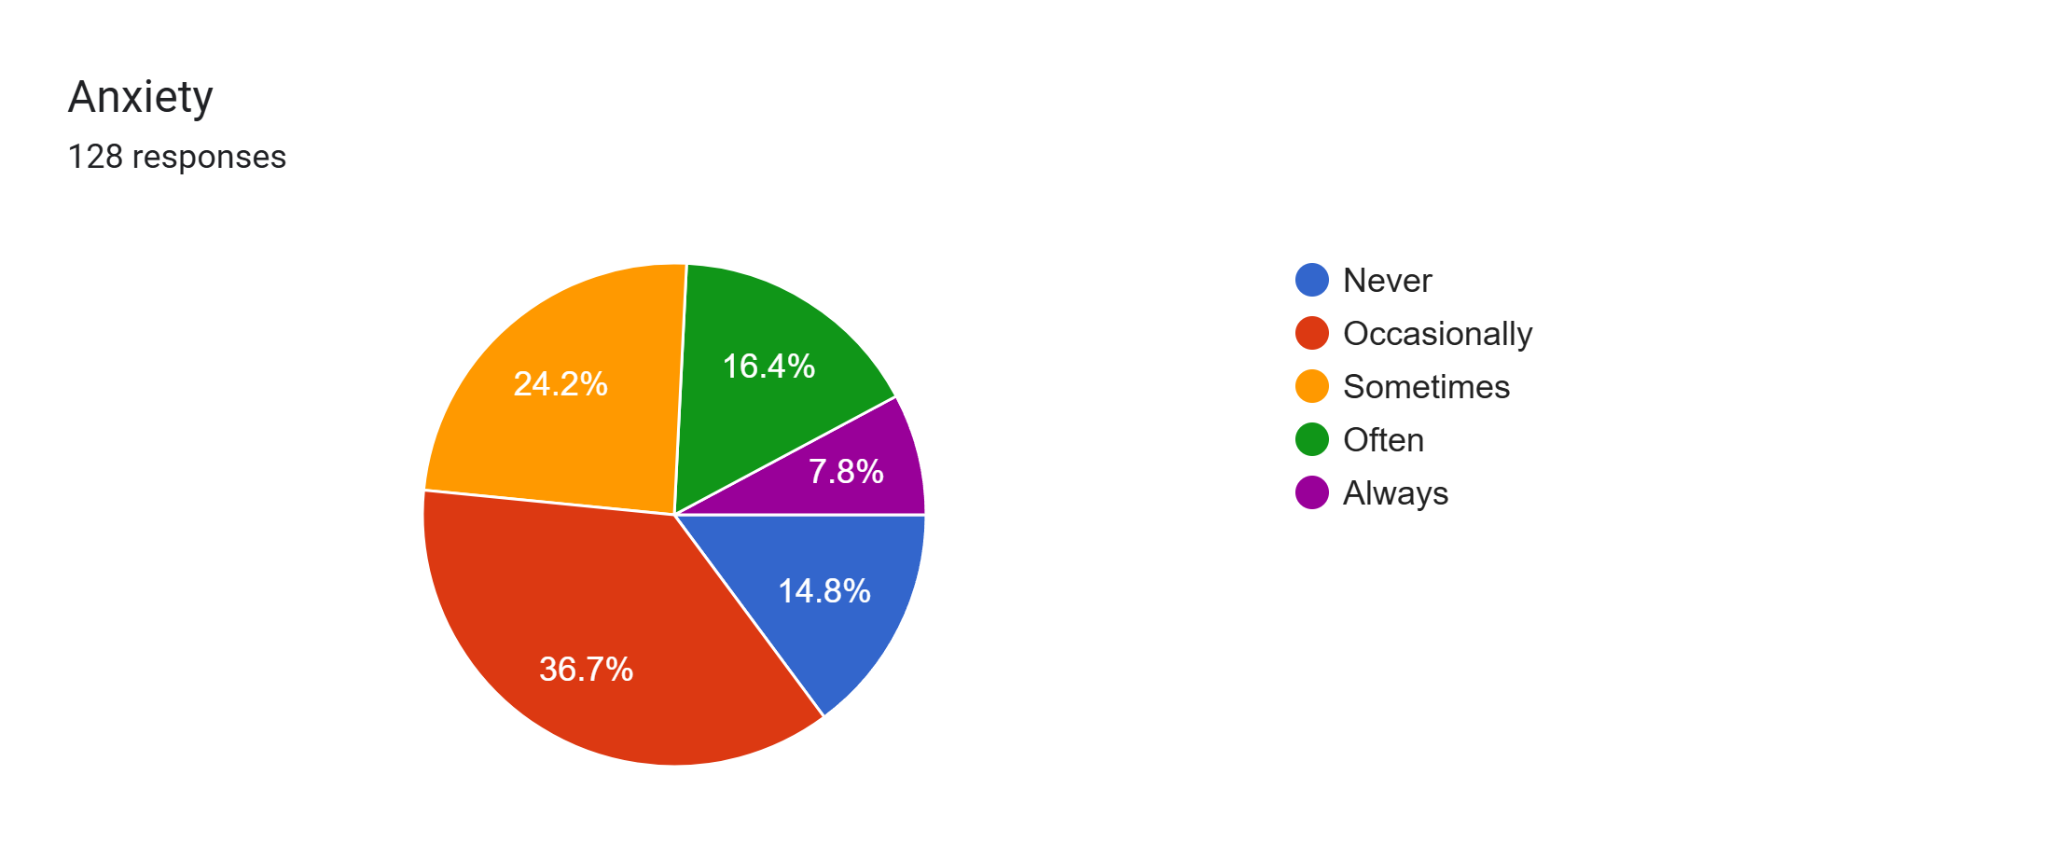 Anxiety
128 responses
24.2%
16.4%
7.8%
14.8%
36.7%
Never
Occasionally
Sometimes
Often
Always